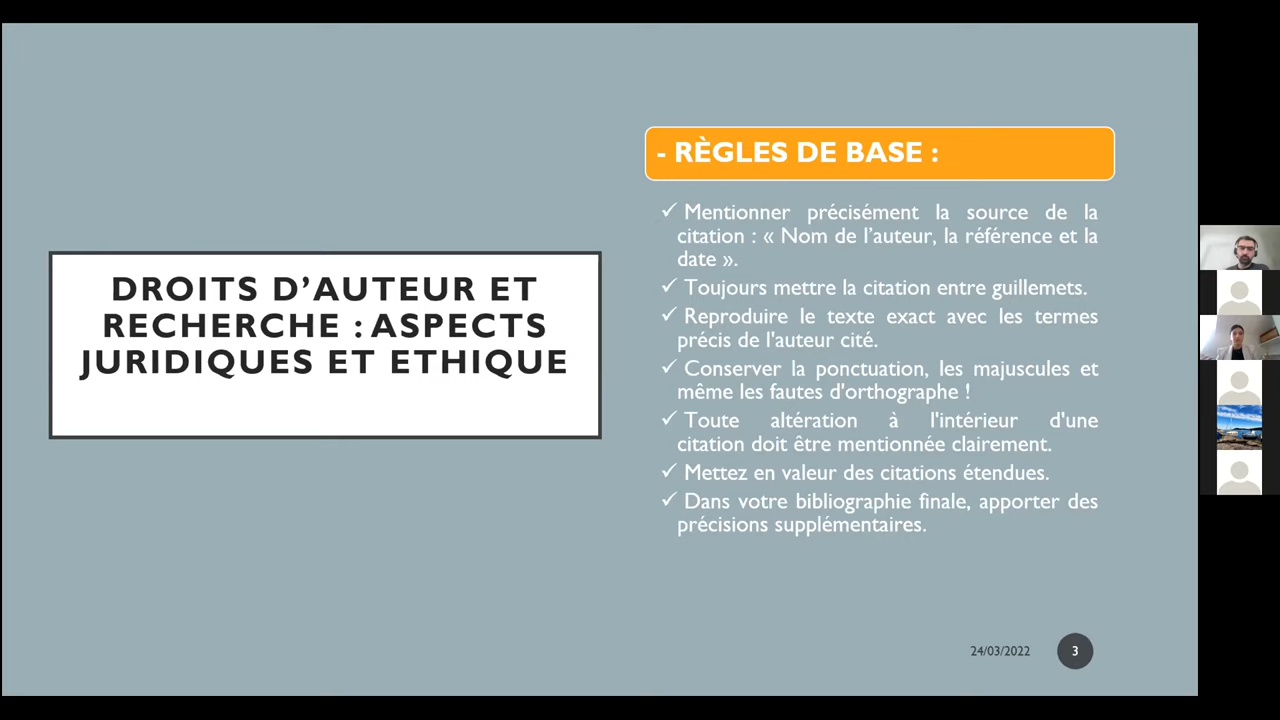 DROITS D’AUTEUR ET
RECHERCHE : ASPECTS
JURIDIQUES ET ETHIQUE
- RÈGLES DE BASE :
✓ Mentionner précisément la source de la
citation : « Nom de l’auteur, la référence et la
date ».
✓ Toujours mettre la citation entre guillemets.
✓ Reproduire le texte exact avec les termes
précis de l'auteur cité.
✓ Conserver la ponctuation, les majuscules et
même les fautes d'orthographe !
✓ Toute altération à l'intérieur d'une
citation doit être mentionnée clairement.
✓ Mettez en valeur des citations étendues.
✓ Dans votre bibliographie finale, apporter des
précisions supplémentaires.
24/03/2022
3